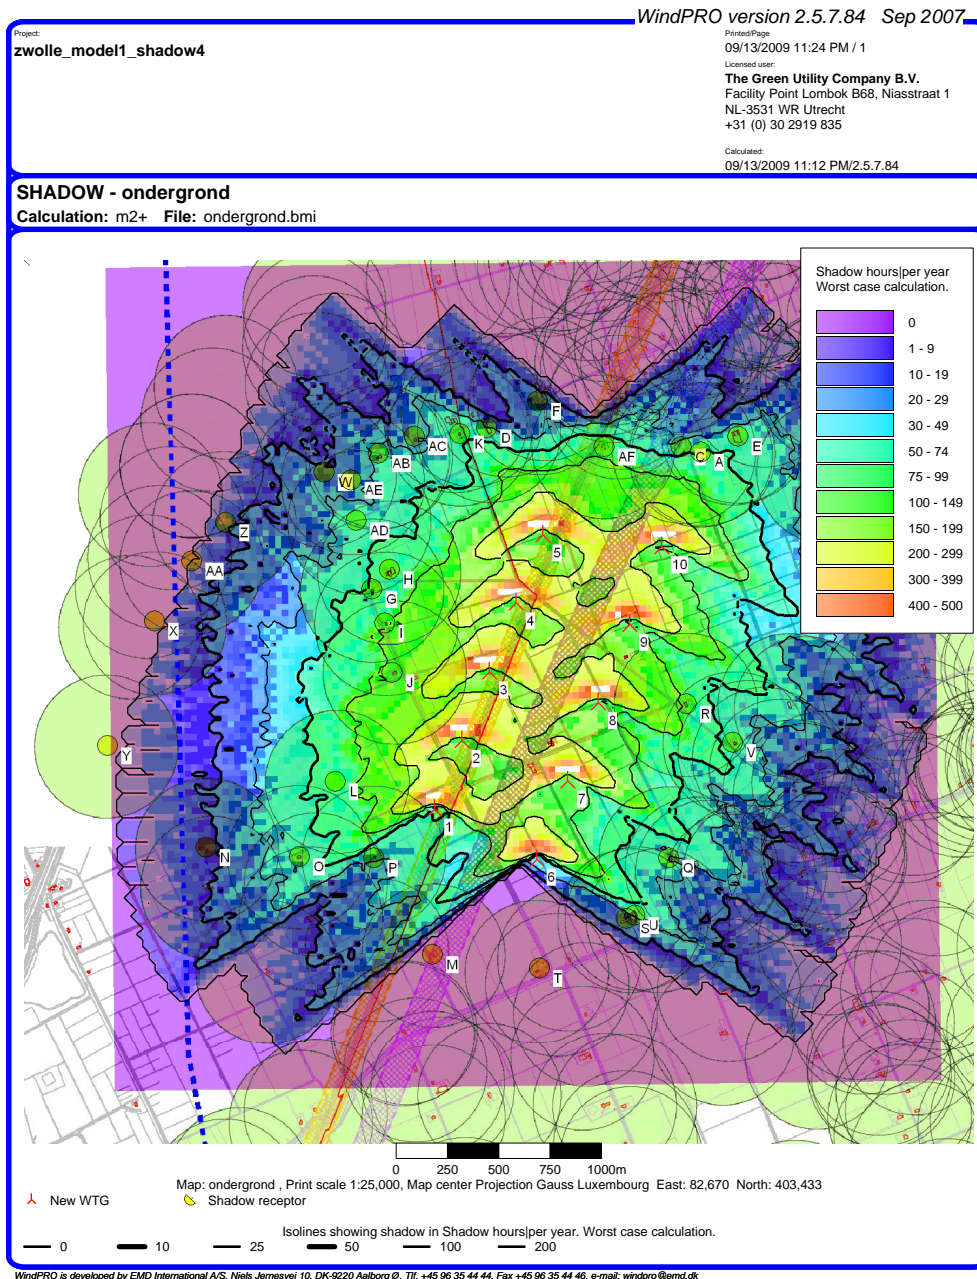 WindPRO version 2.5.7.84 Sep 2007
Project:
zwolle_model1_shadow4
Printed/Page
09/13/2009 11:24 PM / 1
Licensed user:
The Green Utility Company B.V.
Facility Point Lombok B68, Niasstraat 1
NL-3531 WR Utrecht
+31 (0) 30 2919 835
Calculated:
09/13/2009 11:12 PM/2.5.7.84
SHADOW - ondergrond
Calculation: m2+ File: ondergrond.bmi
Shadow hours|per year
Worst case calculation.
0
1 - 9
10 - 19
20 - 29
30 - 49
50 - 74
75 - 99
100 - 149
150 - 199
200 - 299
300 - 399
400 - 500
F
AC
K
D
AF
C
A
E
AB
W
AE
Z
AD
5
10
AA
H
G
X
I
4
9
J
3
R
8
Y
2
V
L
7
1
N
O
P
6
Q
S
U
M
T
0 250 500 750 1000m
Map: ondergrond , Print scale 1:25,000, Map center Projection Gauss Luxembourg East: 82,670 North: 403,433
New WTG
Shadow receptor
Isolines showing shadow in Shadow hours|per year. Worst case calculation.
0 10 25 50 100 200
WindPRO is developed by EMD International A/S, Niels Jernesvej 10, DK-9220 Aalborg Ø, Tlf. +45 96 35 44 44, Fax +45 96 35 44 46, e-mail: windpro@emd.dk